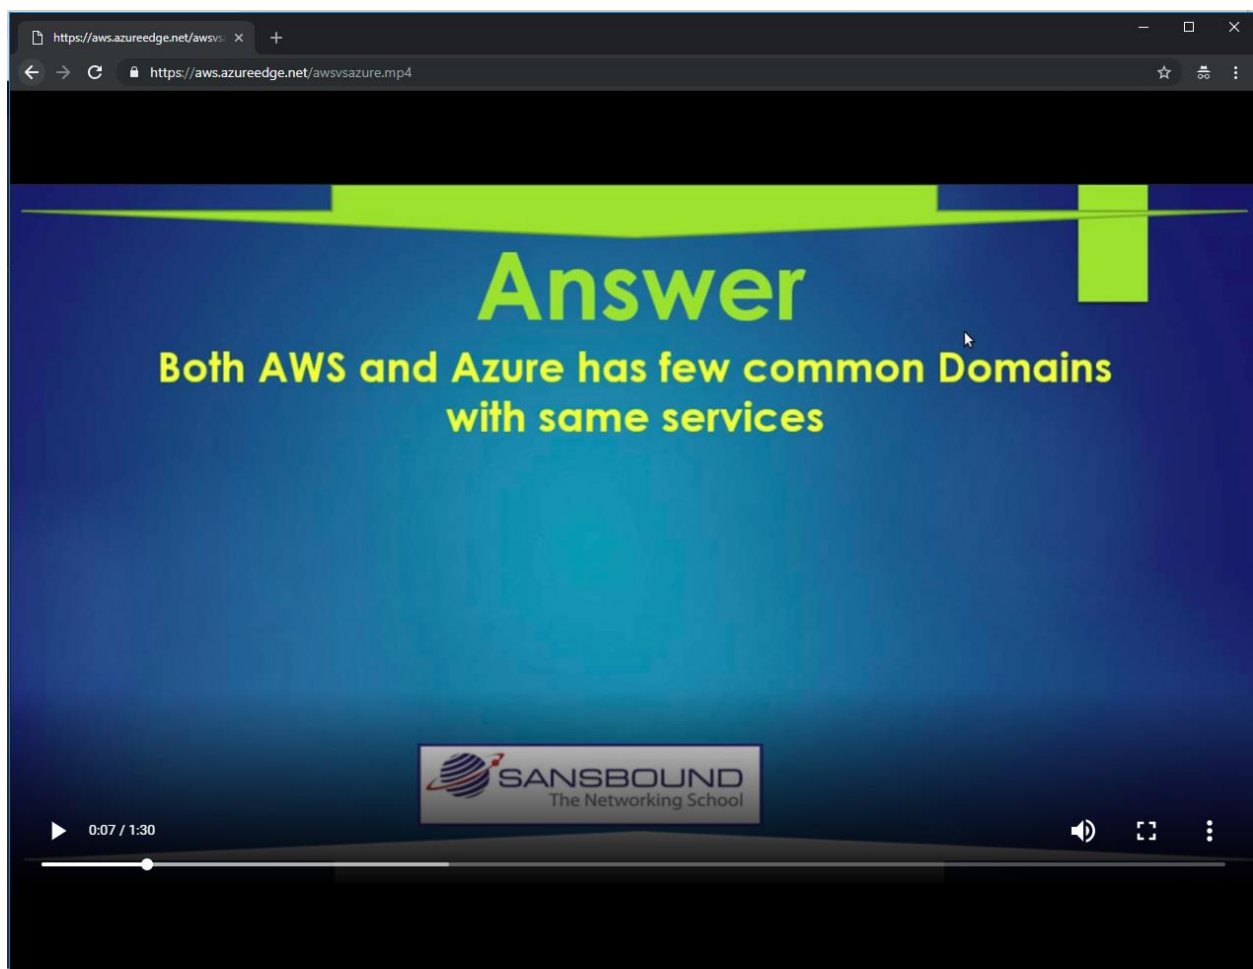 https://aws.azureedge.net/awsvs
https://aws.azureedge.net/awsvsazure.mp4
Answer
Both AWS and Azure has few common Domains
with same services
SANSBOUND
The Networking School
0:07 / 1:30